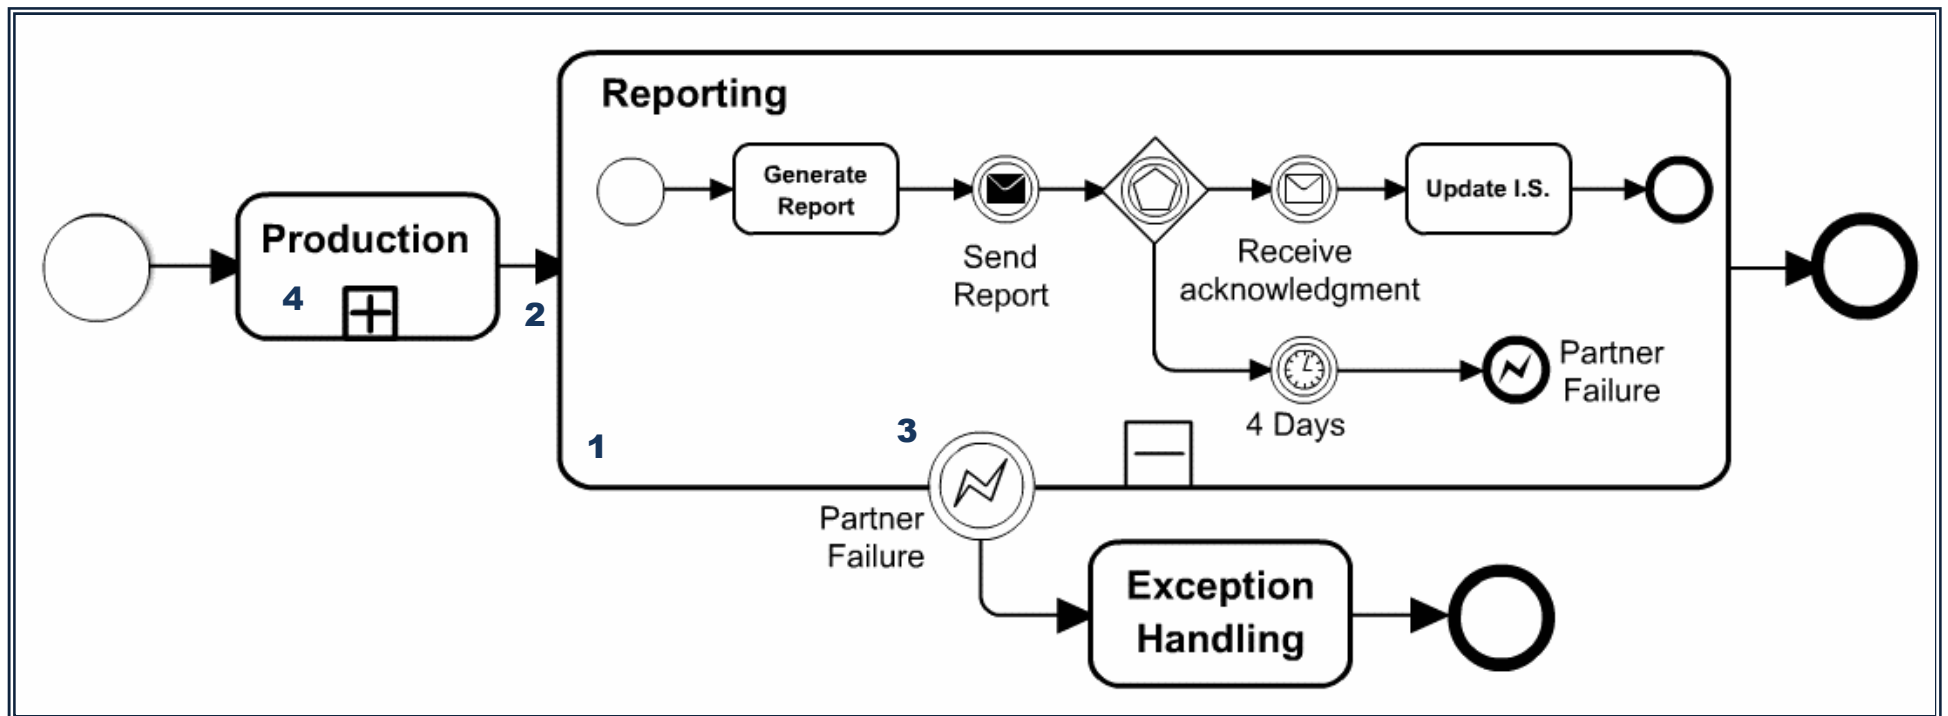 Reporting
Generate
Report
Update I.S.
Production
Send
Report
Receive
acknowledgment
4
2
Partner
Failure
4 Days
3
1
Partner
Failure
Exception
Handling